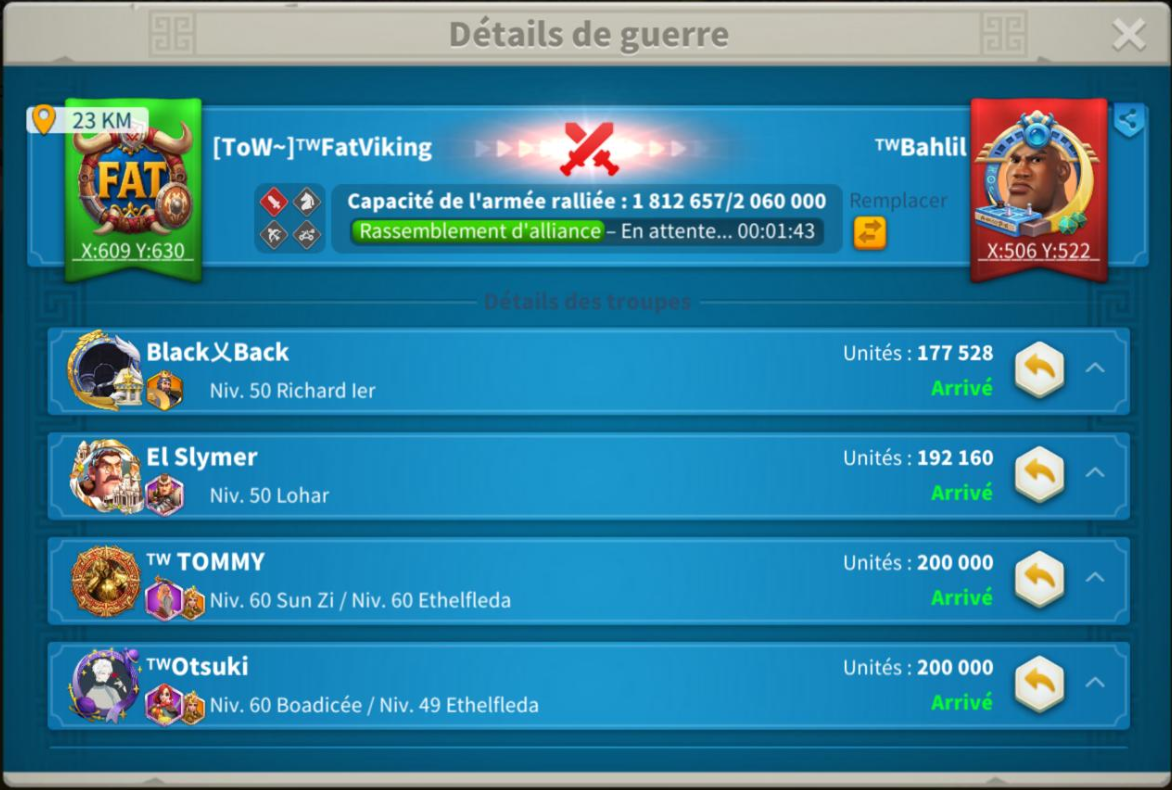 Détails de guerre
23 KM
[ToW~]ᵀᵂFatViking
ᵀᵂBahlil
FAT
Capacité de l'armée ralliée : 1 812 657/2 060 000
Remplacer
Rassemblement d'alliance – En attente... 00:01:43
X:609 Y:630
X:506 Y:522
Détails des troupes
Black乂Back
Unités : 177 528
Niv. 50 Richard Ier
Arrivé
El Slymer
Unités : 192 160
Niv. 50 Lohar
Arrivé
ᵀᵂ TOMMY
Unités : 200 000
Niv. 60 Sun Zi / Niv. 60 Ethelfleda
Arrivé
ᵀᵂOtsuki
Unités : 200 000
Niv. 60 Boadicée / Niv. 49 Ethelfleda
Arrivé